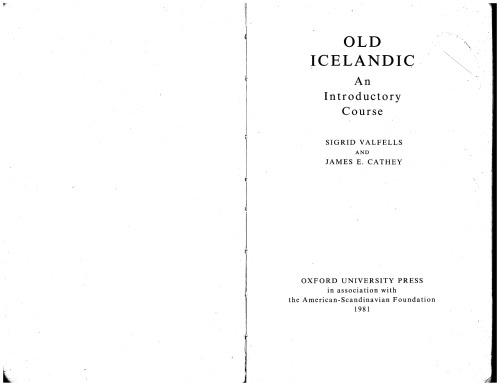 OLD
ICELANDIC
An
Introductory
Course
SIGRID VALFELLS
AND
JAMES E. CATHEY
OXFORD UNIVERSITY PRESS
in association with
the American-Scandinavian Foundation
1981